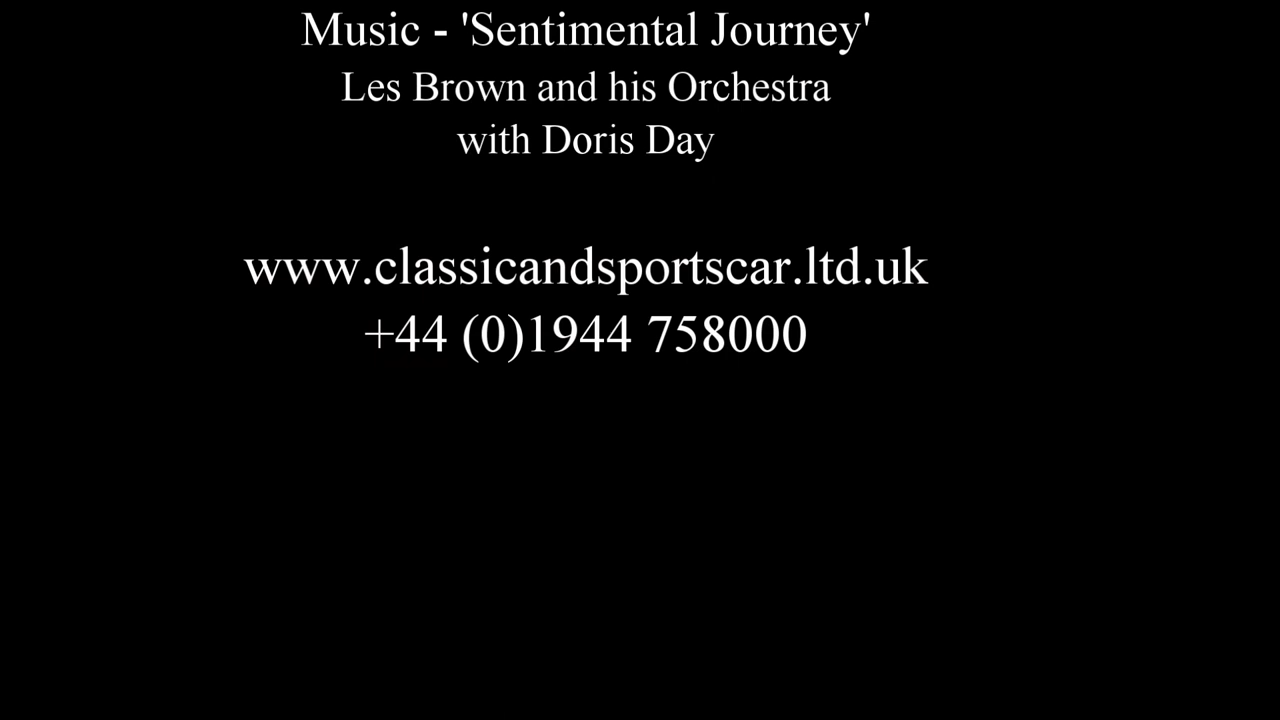 Music - 'Sentimental Journey'
Les Brown and his Orchestra
with Doris Day
www.classicandsportscar.ltd.uk
+44 (0)1944 758000